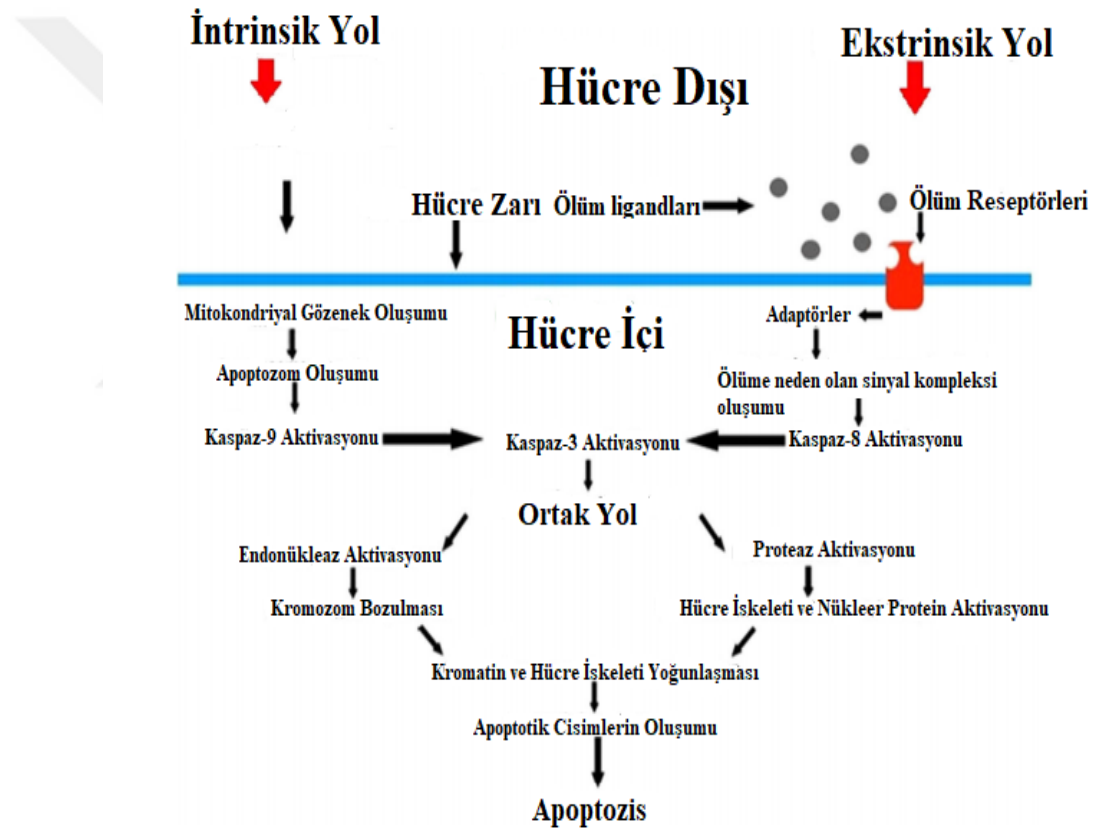 İntrinsik Yol
Ekstrinsik Yol
Hücre Dışı
Hücre Zarı
Ölüm ligandları
Ölüm Reseptörleri
Mitokondriyal Gözenek Oluşumu
Hücre İçi
Adaptörler
Apoptozom Oluşumu
Ölüme neden olan sinyal kompleksi
oluşumu
Kaspaz-9 Aktivasyonu
Kaspaz-3 Aktivasyonu
Kaspaz-8 Aktivasyonu
Ortak Yol
Endonükleaz Aktivasyonu
Proteaz Aktivasyonu
Kromozom Bozulması
Hücre İskeleti ve Nükleer Protein Aktivasyonu
Kromatin ve Hücre İskeleti Yoğunlaşması
Apoptotik Cisimlerin Oluşumu
Apoptozis